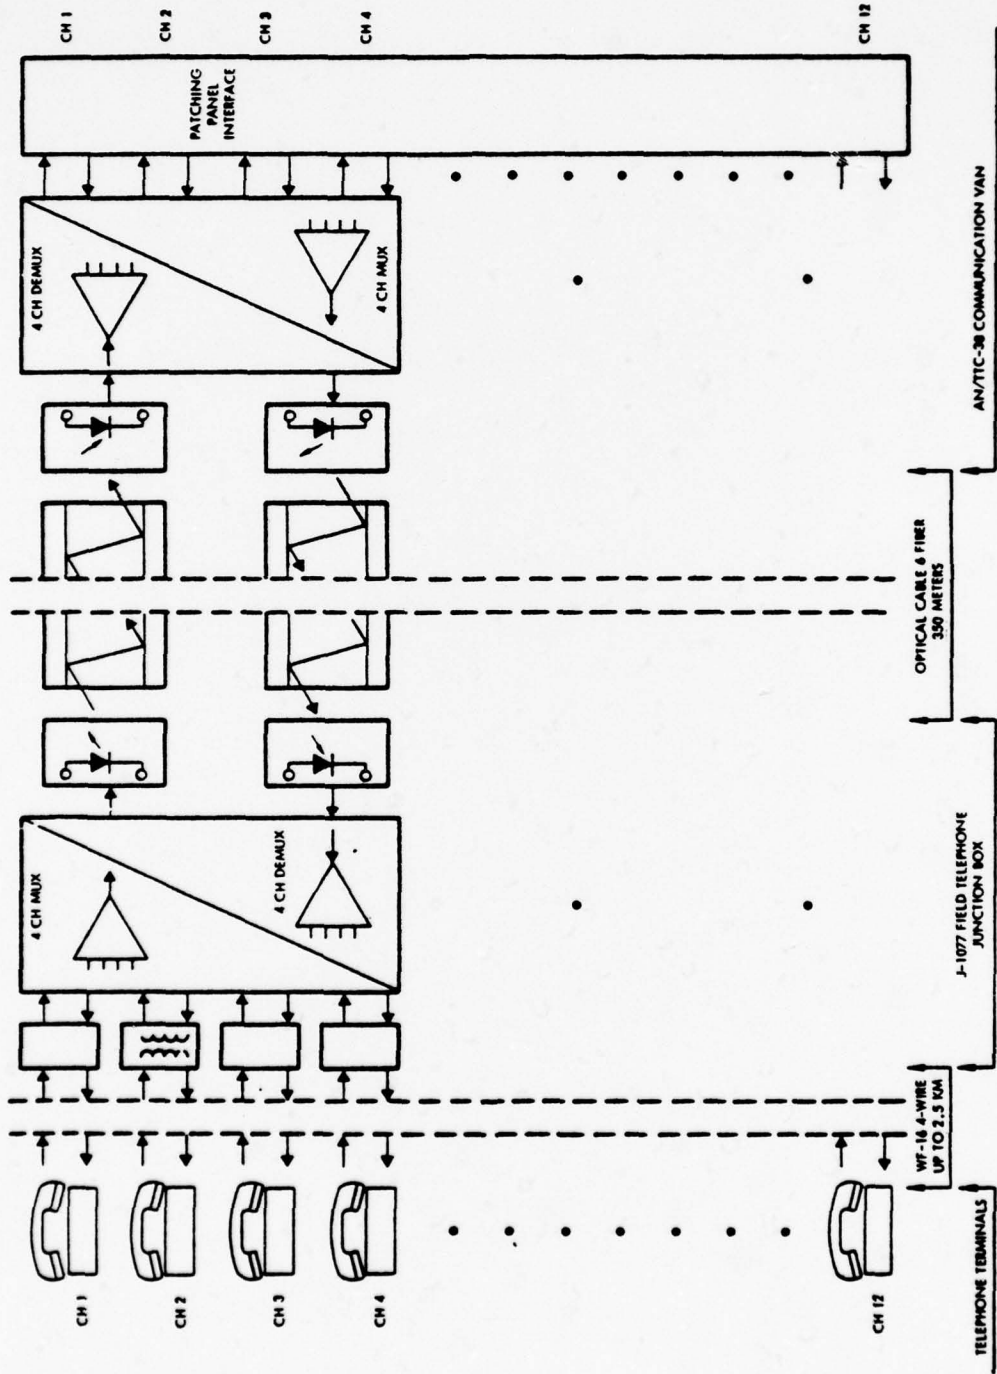 CH 1
CH 2
CH 3
CH 4
CH 12
PATCHING
PANEL
INTERFACE
4 CH DEMUX
4 CH MUX
4 CH MUX
4 CH DEMUX
CH 1
CH 2
CH 3
CH 4
CH 12
TELEPHONE TERMINALS
WF-16 4-WIRE
UP TO 2.5 KM
J-1077 FIELD TELEPHONE
JUNCTION BOX
OPTICAL CABLE 6 FIBER
350 METERS
AN/TTC-38 COMMUNICATION VAN